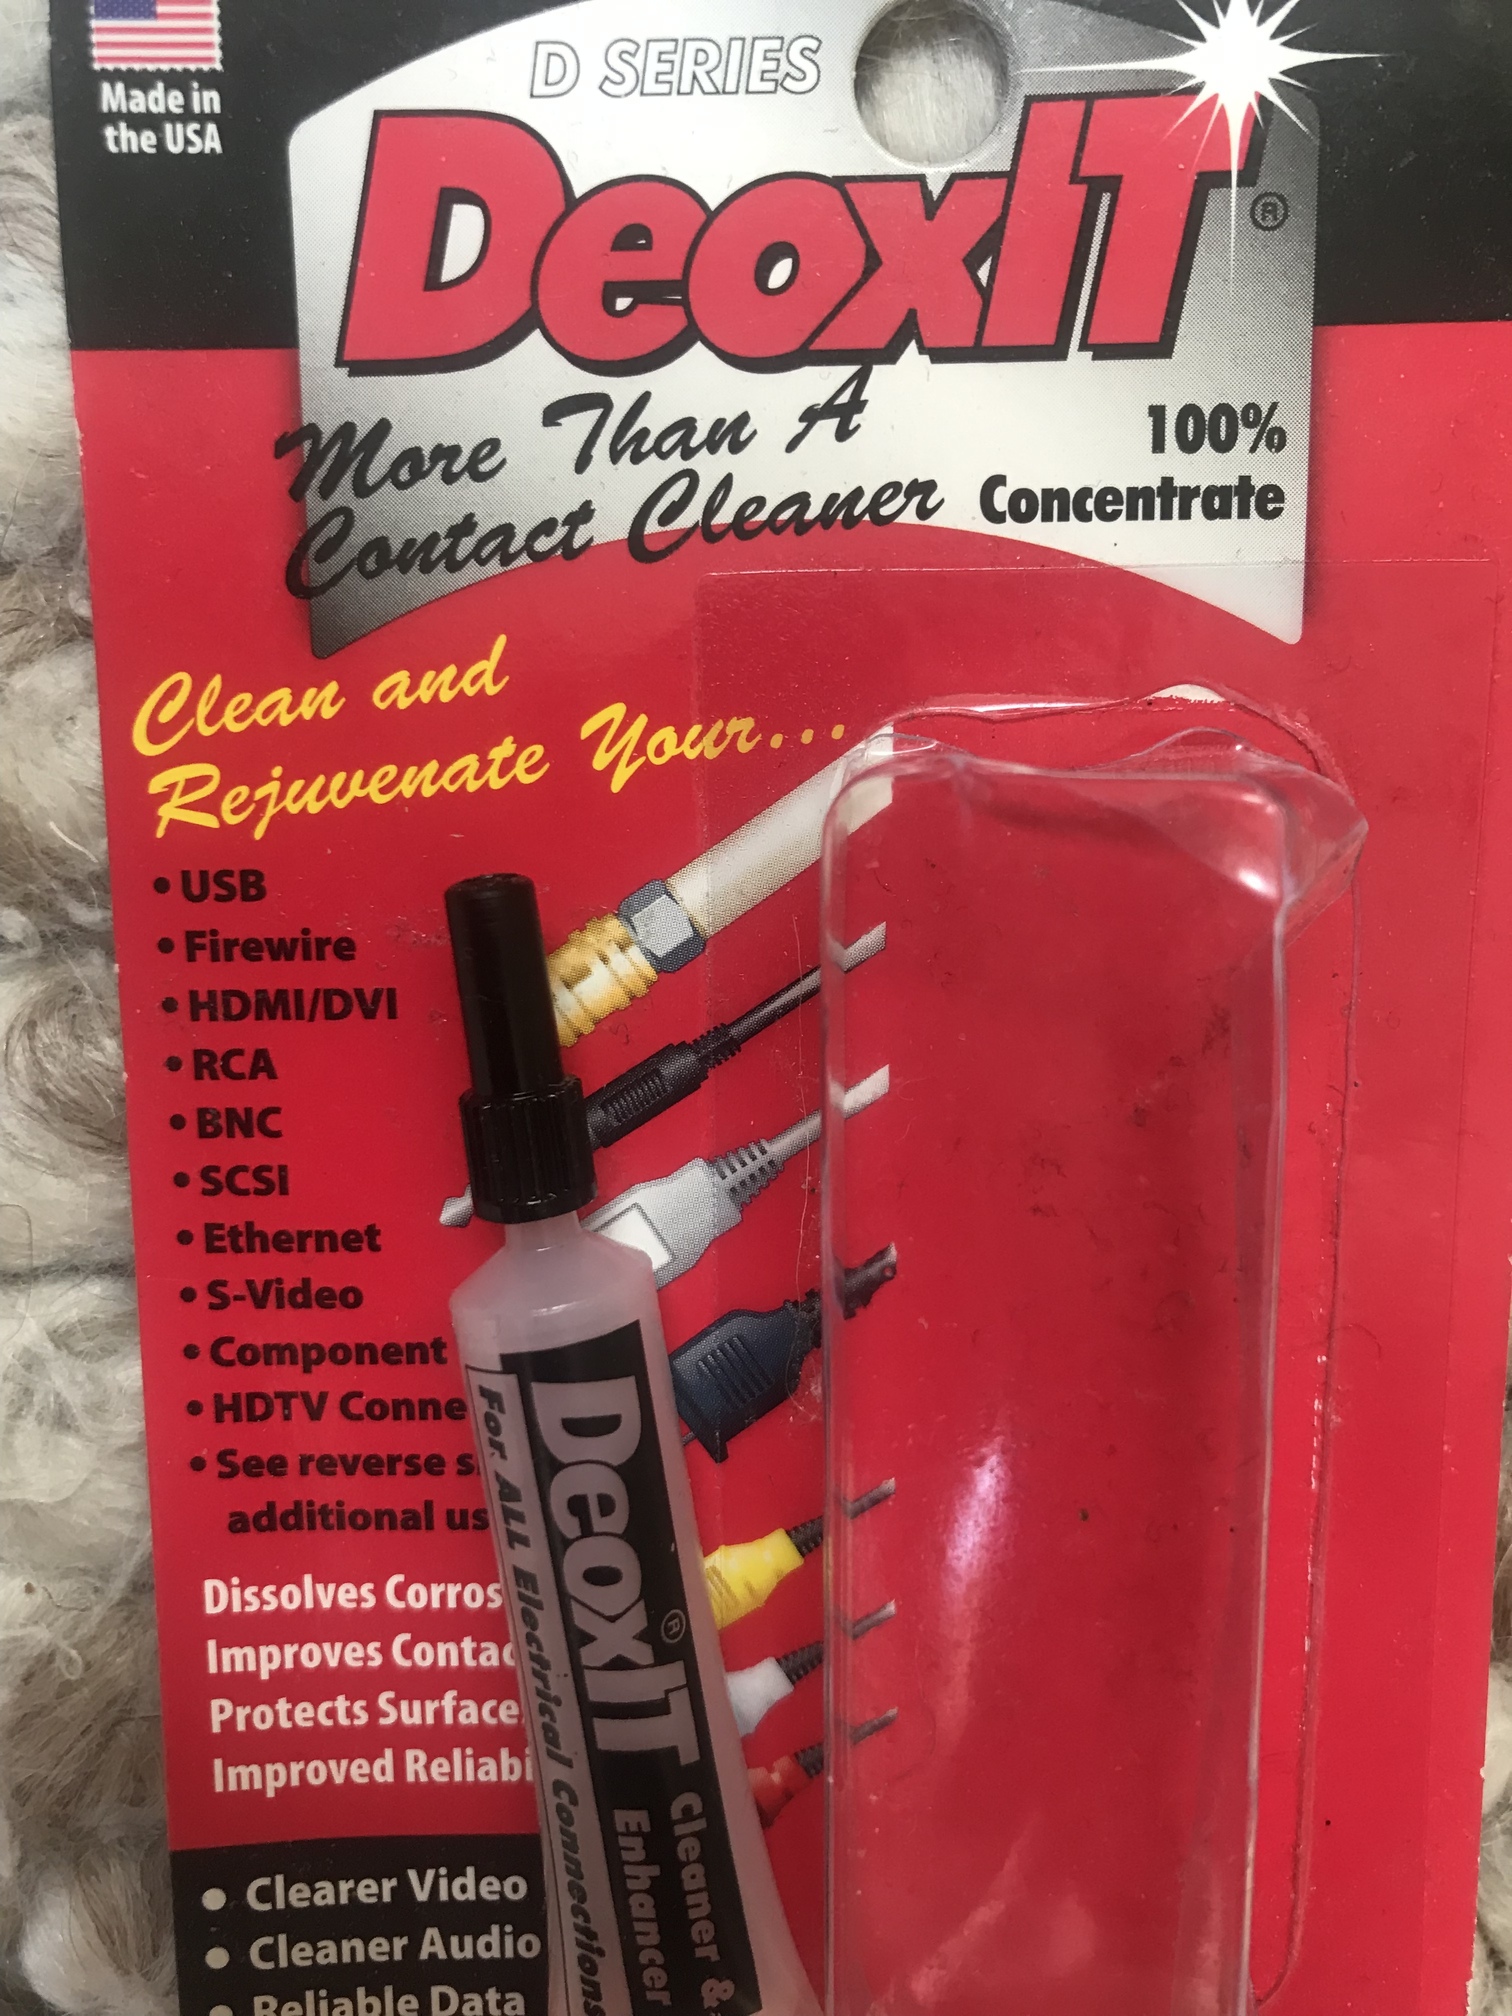 Made in
the USA
D SERIES
DeoxIT®
More Than A
Contact Cleaner
100%
Concentrate
Clean and
Rejuvenate Your...
• USB
• Firewire
• HDMI/DVI
• RCA
• BNC
• SCSI
• Ethernet
• S-Video
• Component
• HDTV Conne
• See reverse s
additional us
Dissolves Corros
Improves Contac
Protects Surface
Improved Reliabi
• Clearer Video
• Cleaner Audio
• Reliable Data
DeoxIT® Cleaner &
Enhancer
For ALL Electrical Connections